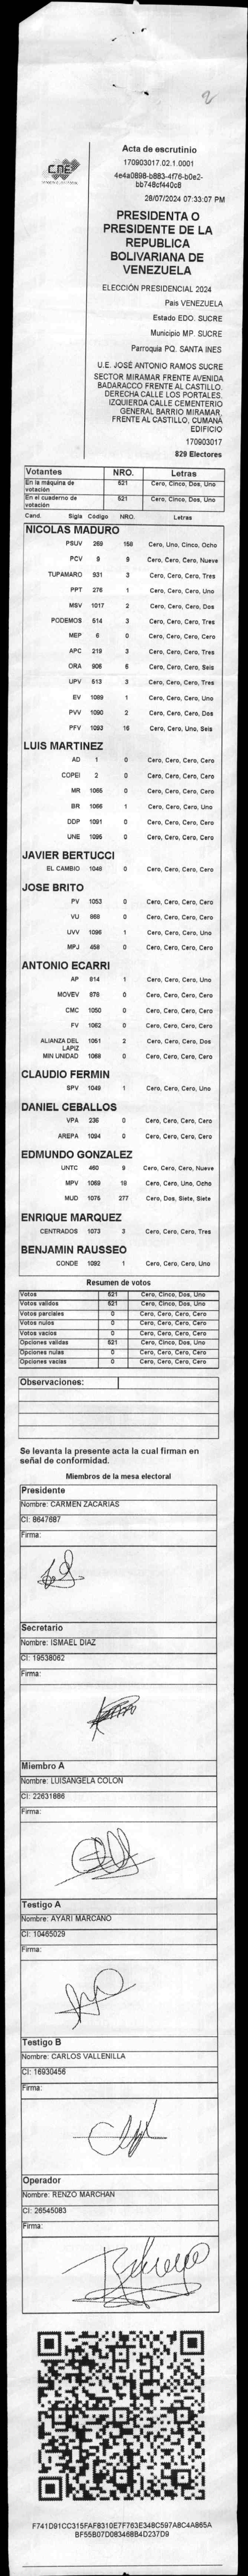 2
CNE
Acta de escrutinio
170903017.02.1.0001
4e4a0898-b883-4f76-b0e2-
bb748cf440c8
28/07/2024 07:33:07 PM
PRESIDENTA O
PRESIDENTE DE LA
REPUBLICA
BOLIVARIANA DE
VENEZUELA
ELECCIÓN PRESIDENCIAL 2024
Pais VENEZUELA
Estado EDO. SUCRE
Municipio MP. SUCRE
Parroquia PQ. SANTA INES
U.E. JOSÉ ANTONIO RAMOS SUCRE
SECTOR MIRAMAR FRENTE AVENIDA
BADARACCO FRENTE AL CASTILLO.
DERECHA CALLE LOS PORTALES.
IZQUIERDA CALLE CEMENTERIO
GENERAL BARRIO MIRAMAR,
FRENTE AL CASTILLO, CUMANÁ
EDIFICIO
170903017
829 Electores
Votantes NRO. Letras
En la máquina de votación 521 Cero, Cinco, Dos, Uno
En el cuaderno de votación 521 Cero, Cinco, Dos, Uno
Cand. Sigla Código NRO. Letras
NICOLAS MADURO
PSUV 269 158 Cero, Uno, Cinco, Ocho
PCV 9 9 Cero, Cero, Cero, Nueve
TUPAMARO 931 3 Cero, Cero, Cero, Tres
PPT 276 1 Cero, Cero, Cero, Uno
MSV 1017 2 Cero, Cero, Cero, Dos
PODEMOS 614 3 Cero, Cero, Cero, Tres
MEP 6 0 Cero, Cero, Cero, Cero
APC 219 3 Cero, Cero, Cero, Tres
ORA 906 6 Cero, Cero, Cero, Seis
UPV 513 3 Cero, Cero, Cero, Tres
EV 1089 1 Cero, Cero, Cero, Uno
PVV 1090 2 Cero, Cero, Cero, Dos
PFV 1093 16 Cero, Cero, Uno, Seis
LUIS MARTINEZ
AD 1 0 Cero, Cero, Cero, Cero
COPEI 2 0 Cero, Cero, Cero, Cero
MR 1055 0 Cero, Cero, Cero, Cero
BR 1066 1 Cero, Cero, Cero, Uno
DDP 1091 0 Cero, Cero, Cero, Cero
UNE 1095 0 Cero, Cero, Cero, Cero
JAVIER BERTUCCI
EL CAMBIO 1048 0 Cero, Cero, Cero, Cero
JOSE BRITO
PV 1053 0 Cero, Cero, Cero, Cero
VU 868 0 Cero, Cero, Cero, Cero
UVV 1096 1 Cero, Cero, Cero, Uno
MPJ 458 0 Cero, Cero, Cero, Cero
ANTONIO ECARRI
AP 814 1 Cero, Cero, Cero, Uno
MOVEV 876 0 Cero, Cero, Cero, Cero
CMC 1050 0 Cero, Cero, Cero, Cero
FV 1062 0 Cero, Cero, Cero, Cero
ALIANZA DEL LAPIZ 1051 2 Cero, Cero, Cero, Dos
MIN UNIDAD 1068 0 Cero, Cero, Cero, Cero
CLAUDIO FERMIN
SPV 1049 1 Cero, Cero, Cero, Uno
DANIEL CEBALLOS
VPA 236 0 Cero, Cero, Cero, Cero
AREPA 1094 0 Cero, Cero, Cero, Cero
EDMUNDO GONZALEZ
UNTC 460 9 Cero, Cero, Cero, Nueve
MPV 1069 18 Cero, Cero, Uno, Ocho
MUD 1075 277 Cero, Dos, Siete, Siete
ENRIQUE MARQUEZ
CENTRADOS 1073 3 Cero, Cero, Cero, Tres
BENJAMIN RAUSSEO
CONDE 1092 1 Cero, Cero, Cero, Uno
Resumen de votos
Votos 521 Cero, Cinco, Dos, Uno
Votos validos 521 Cero, Cinco, Dos, Uno
Votos parciales 0 Cero, Cero, Cero, Cero
Votos nulos 0 Cero, Cero, Cero, Cero
Votos vacios 0 Cero, Cero, Cero, Cero
Opciones validas 521 Cero, Cinco, Dos, Uno
Opciones nulas 0 Cero, Cero, Cero, Cero
Opciones vacias 0 Cero, Cero, Cero, Cero
Observaciones:
Se levanta la presente acta la cual firman en
señal de conformidad.
Miembros de la mesa electoral
Presidente
Nombre: CARMEN ZACARIAS
CI: 8647687
Firma:
Secretario
Nombre: ISMAEL DIAZ
CI: 19538062
Firma:
Miembro A
Nombre: LUISANGELA COLON
CI: 22631886
Firma:
Testigo A
Nombre: AYARI MARCANO
CI: 10465029
Firma:
Testigo B
Nombre: CARLOS VALLENILLA
CI: 16930456
Firma:
Operador
Nombre: RENZO MARCHAN
CI: 26545083
Firma:
F741D91CC315FAF8310E7F763E348C597A8C4A865A
BF55B07D083468B4D237D9